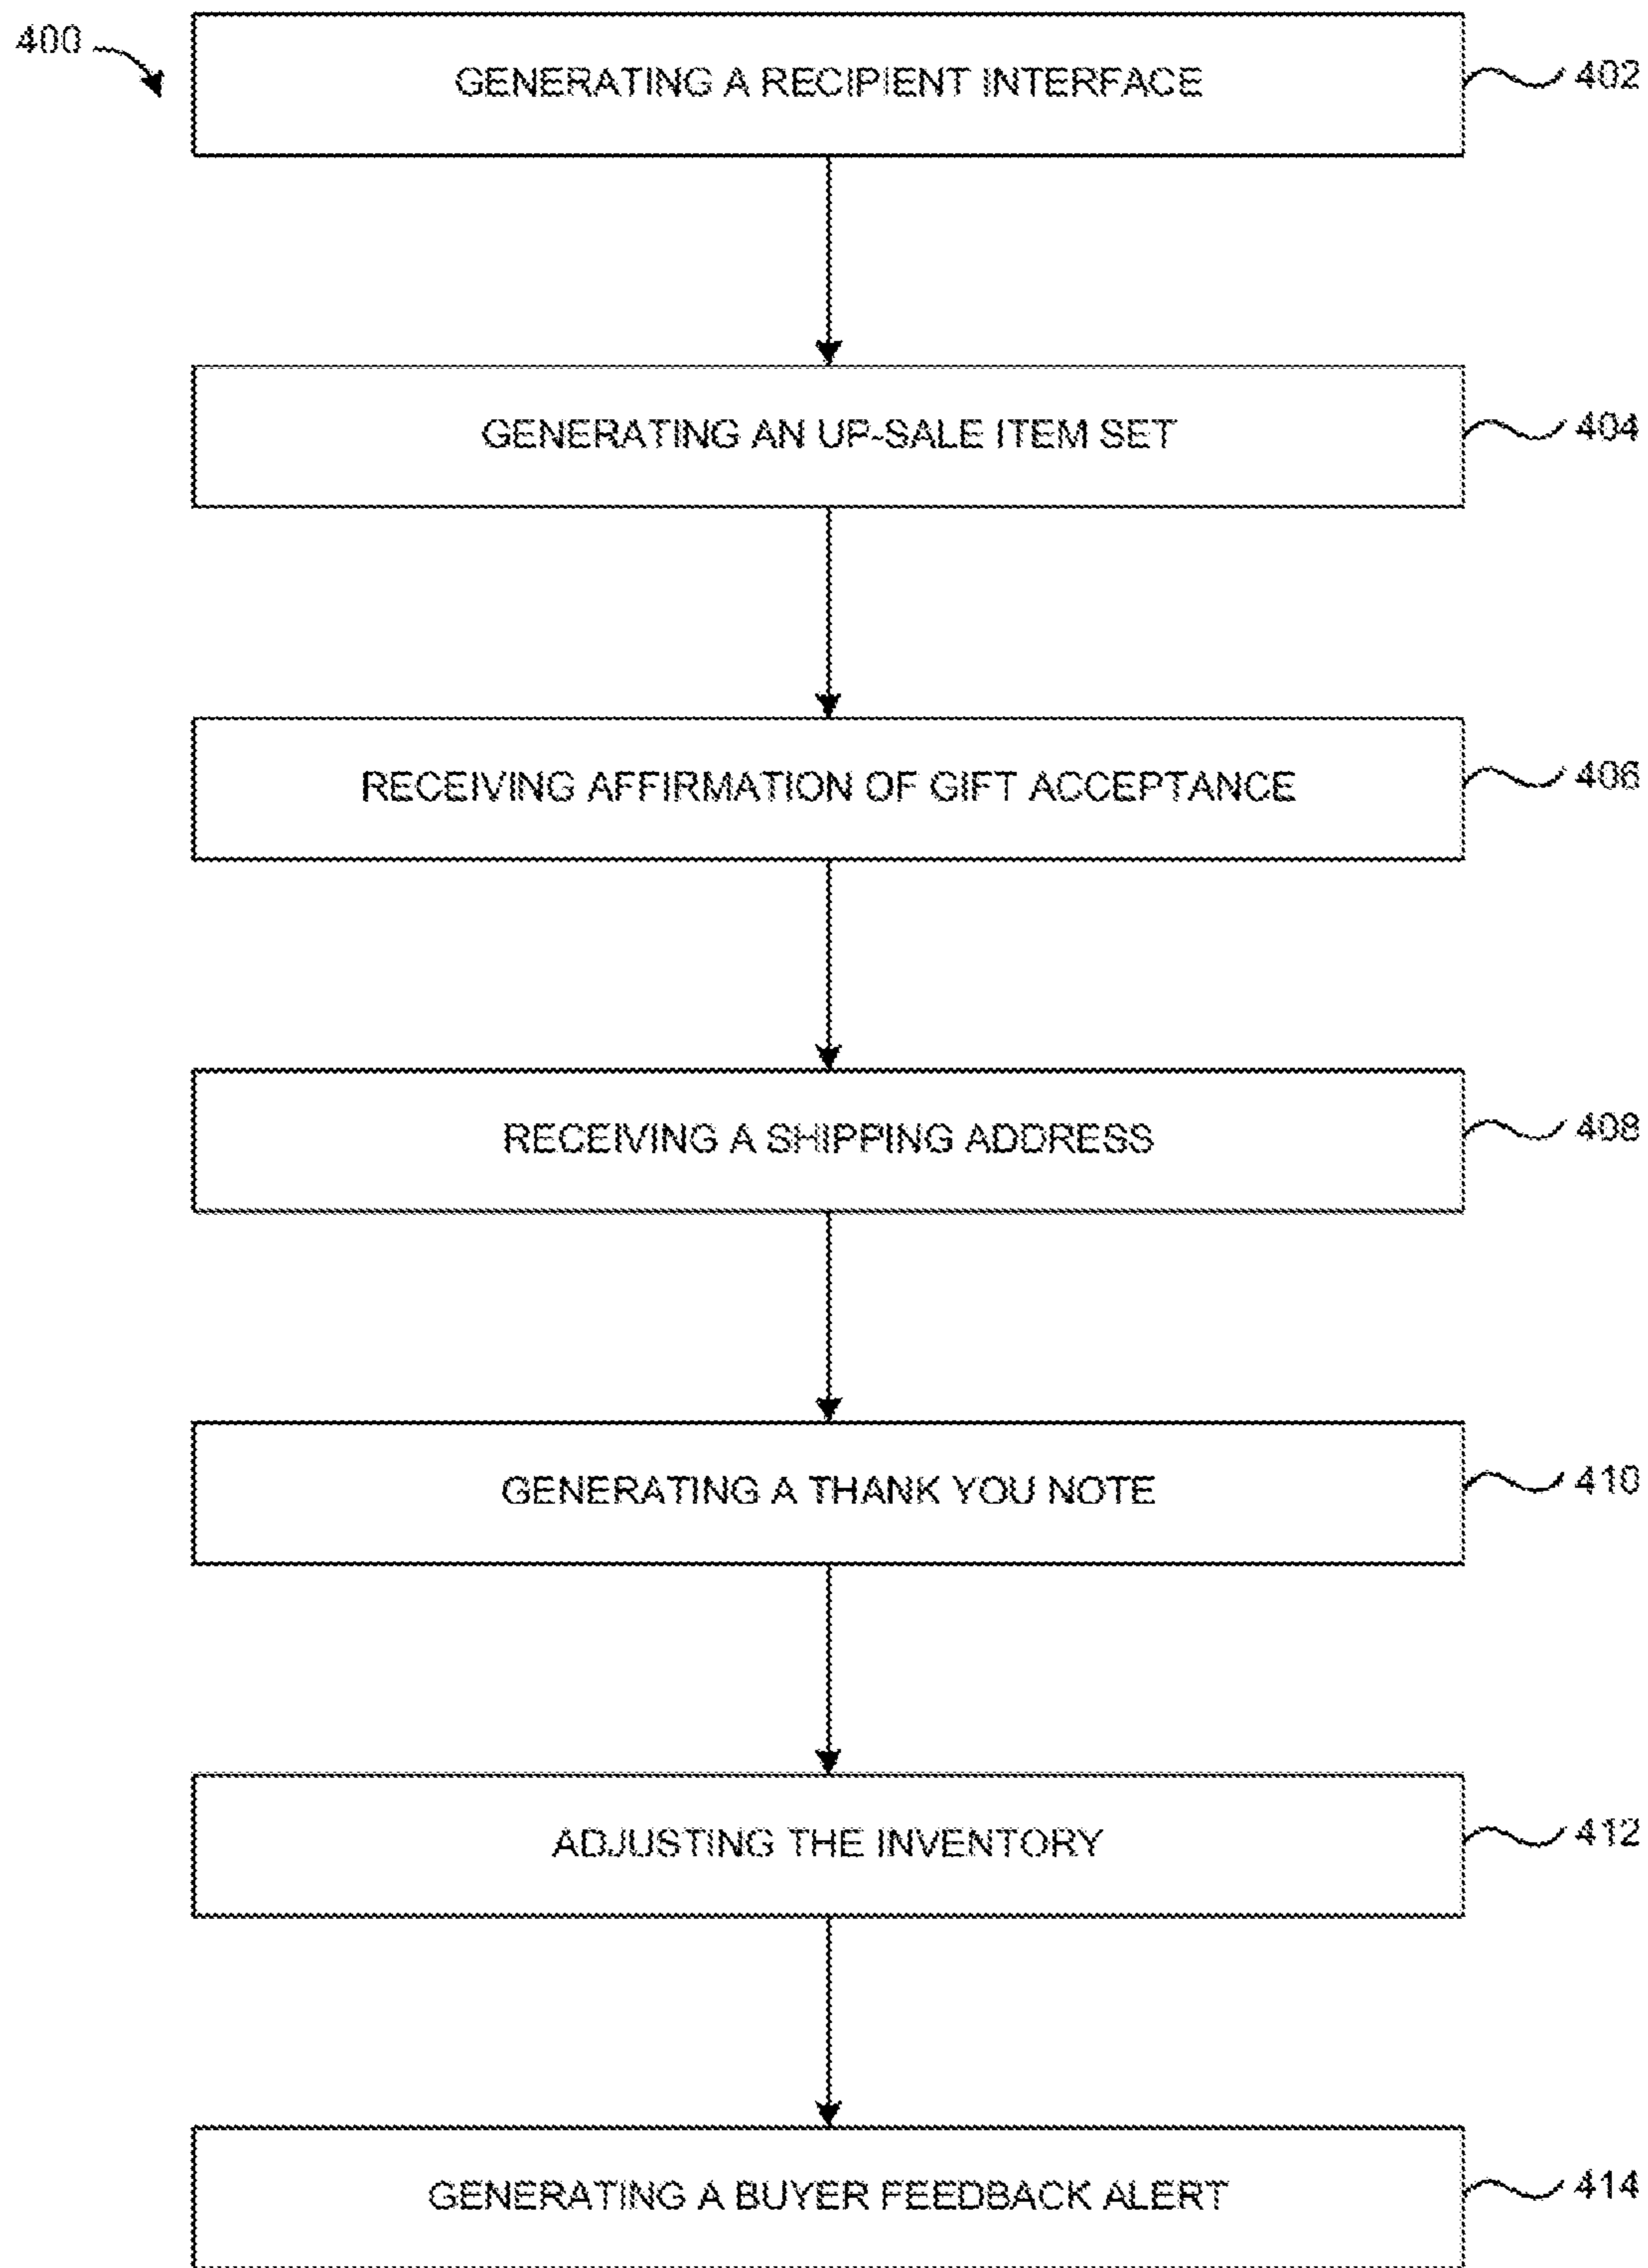 400
GENERATING A RECIPIENT INTERFACE 402
GENERATING AN UP-SALE ITEM SET 404
RECEIVING AFFIRMATION OF GIFT ACCEPTANCE 406
RECEIVING A SHIPPING ADDRESS 408
GENERATING A THANK YOU NOTE 410
ADJUSTING THE INVENTORY 412
GENERATING A BUYER FEEDBACK ALERT 414